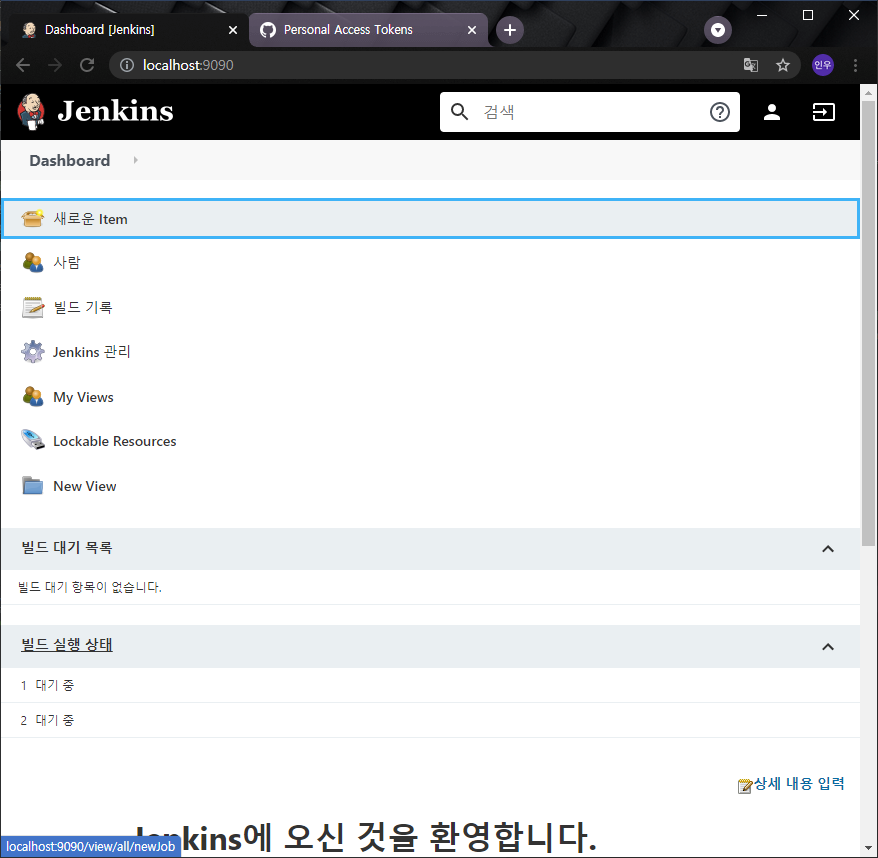 Dashboard [Jenkins]
Personal Access Tokens
localhost:9090
인우
Jenkins
검색
Dashboard
새로운 Item
사람
빌드 기록
Jenkins 관리
My Views
Lockable Resources
New View
빌드 대기 목록
빌드 대기 항목이 없습니다.
빌드 실행 상태
1 대기 중
2 대기 중
상세 내용 입력
Jenkins에 오신 것을 환영합니다.
localhost:9090/view/all/newJob